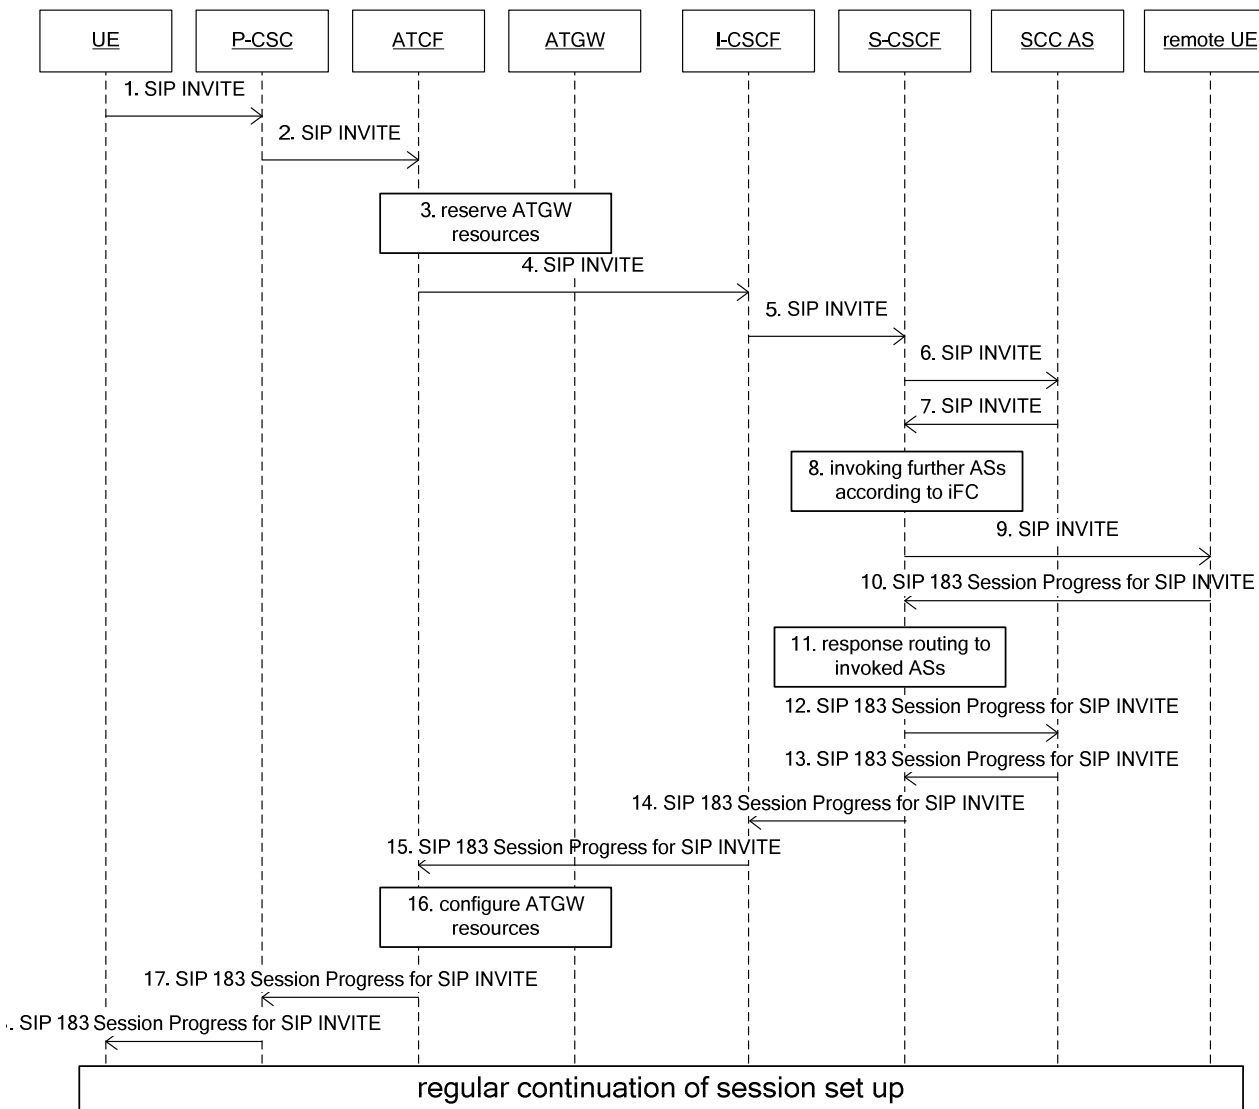 UE
P-CSC
ATCF
ATGW
I-CSCF
S-CSCF
SCC AS
remote UE
1. SIP INVITE
2. SIP INVITE
3. reserve ATGW
resources
4. SIP INVITE
5. SIP INVITE
6. SIP INVITE
7. SIP INVITE
8. invoking further ASs
according to iFC
9. SIP INVITE
10. SIP 183 Session Progress for SIP INVITE
11. response routing to
invoked ASs
12. SIP 183 Session Progress for SIP INVITE
13. SIP 183 Session Progress for SIP INVITE
14. SIP 183 Session Progress for SIP INVITE
15. SIP 183 Session Progress for SIP INVITE
16. configure ATGW
resources
17. SIP 183 Session Progress for SIP INVITE
. SIP 183 Session Progress for SIP INVITE
regular continuation of session set up